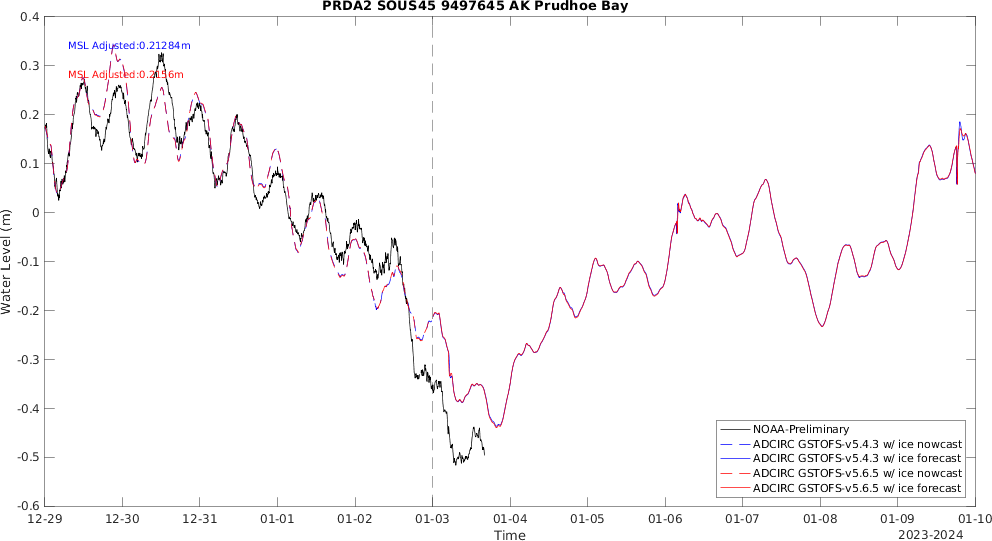 PRDA2 SOUS45 9497645 AK Prudhoe Bay
MSL Adjusted:0.21284m
MSL Adjusted:0.2156m
Water Level (m)
0.4
0.3
0.2
0.1
0
-0.1
-0.2
-0.3
-0.4
-0.5
-0.6
NOAA-Preliminary
ADCIRC GSTOFS-v5.4.3 w/ ice nowcast
ADCIRC GSTOFS-v5.4.3 w/ ice forecast
ADCIRC GSTOFS-v5.6.5 w/ ice nowcast
ADCIRC GSTOFS-v5.6.5 w/ ice forecast
12-29 12-30 12-31 01-01 01-02 01-03 01-04 01-05 01-06 01-07 01-08 01-09 01-10
Time
2023-2024